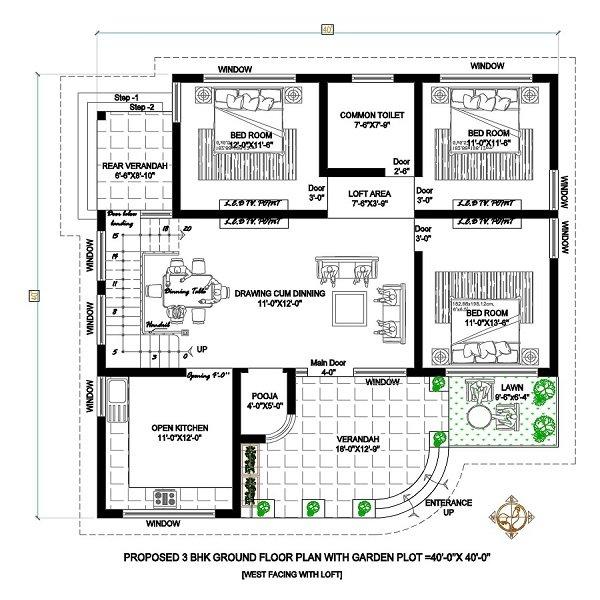 40'
WINDOW
WINDOW
Step -1
Step -2
COMMON TOILET
7'-6"X7'-9"
BED ROOM
12'-0"X11'-6"
BED ROOM
11'-0"X11'-6"
REAR VERANDAH
6'-6"X8'-10"
Door
2'-6"
Door
3'-0"
LOFT AREA
7'-6"X3'-9"
Door
3'-0"
WINDOW
L.C.D T.V. POINT
L.C.D T.V. POINT
Door below
landing
15
18
20
Door
3'-0"
WINDOW
WINDOW
14
11
Dinning Table
DRAWING CUM DINNING
11'-0"X12'-0"
40'
WINDOW
8
Handrail
BED ROOM
11'-0"X13'-6"
5
3
0
UP
Opening 4'-0"
Main Door
4'-0"
WINDOW
WINDOW
POOJA
4'-0"X5'-0"
LAWN
9'-6"x6'-4"
OPEN KITCHEN
11'-0"X12'-0"
VERANDAH
16'-0"X12'-9"
ENTERANCE
UP
WINDOW
PROPOSED 3 BHK GROUND FLOOR PLAN WITH GARDEN PLOT =40'-0"X 40'-0"
[WEST FACING WITH LOFT]